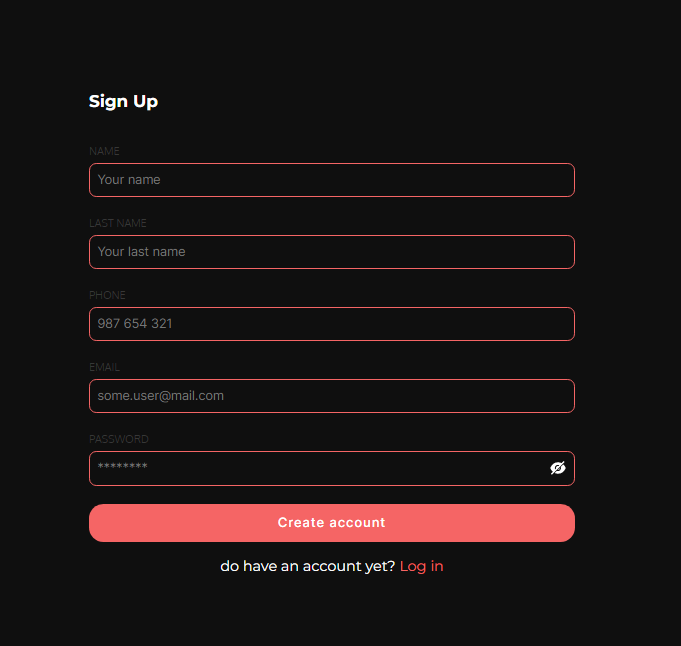 Sign Up
NAME
Your name
LAST NAME
Your last name
PHONE
987 654 321
EMAIL
some.user@mail.com
PASSWORD
********
Create account
do have an account yet? Log in